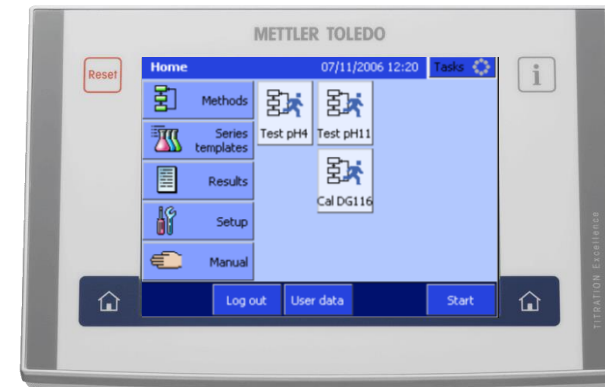 METTLER TOLEDO
Reset
Home 07/11/2006 12:20 Tasks
i
Methods
Series
templates
Results
Setup
Manual
Test pH4 Test pH11
Cal DG116
Log out User data Start
TITRATION Excellence